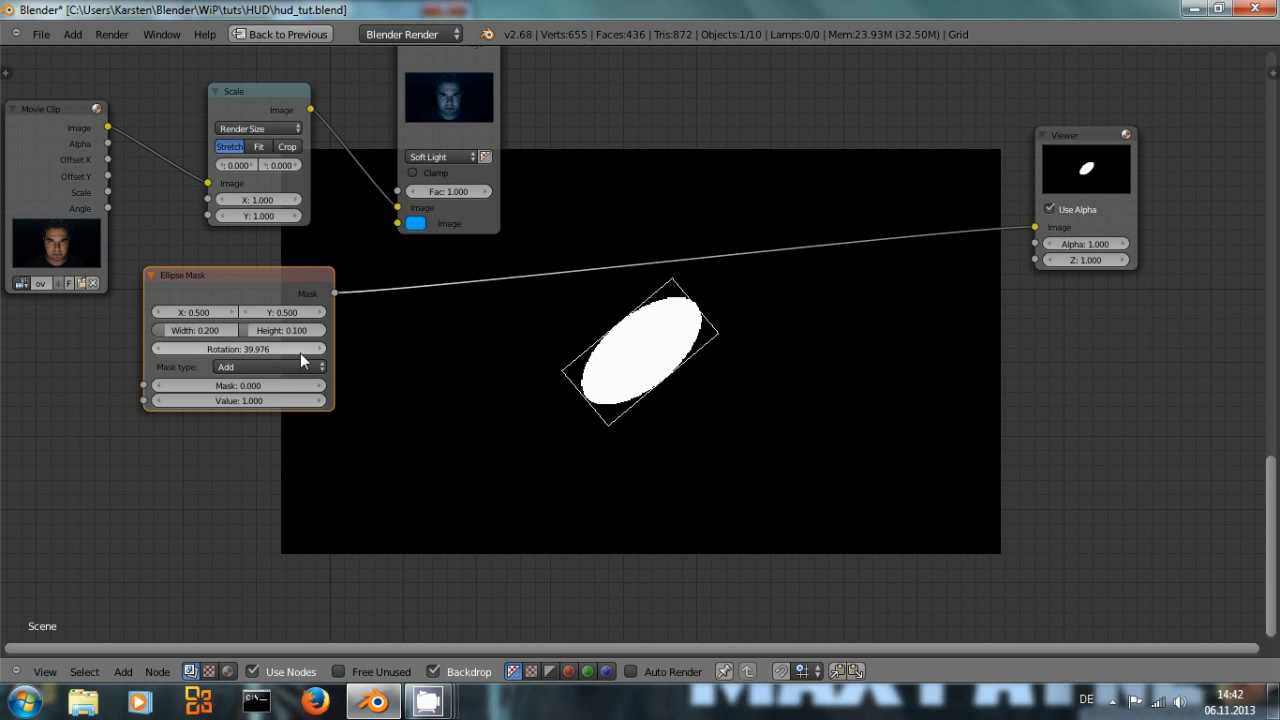 Blender* [C:\Users\Karsten\Blender\WiP\tuts\HUD\hud_tut.blend]
File Add Render Window Help Back to Previous Blender Render v2.68 | Verts:655 | Faces:436 | Tris:872 | Objects:1/10 | Lamps:0/0 | Mem:23.93M (32.50M) | Grid
Movie Clip
Image
Alpha
Offset X
Offset Y
Scale
Angle
ov 4 F
Scale
Image
Render Size
Stretch Fit Crop
: 0.000 : 0.000
Image
X: 1.000
Y: 1.000
Soft Light
Clamp
Fac: 1.000
Image
Image
Viewer
Use Alpha
Image
Alpha: 1.000
Z: 1.000
Ellipse Mask
Mask
X: 0.500 Y: 0.500
Width: 0.200 Height: 0.100
Rotation: 39.976
Mask type: Add
Mask: 0.000
Value: 1.000
Scene
View Select Add Node Use Nodes Free Unused Backdrop Auto Render
DE 14:42
06.11.2013